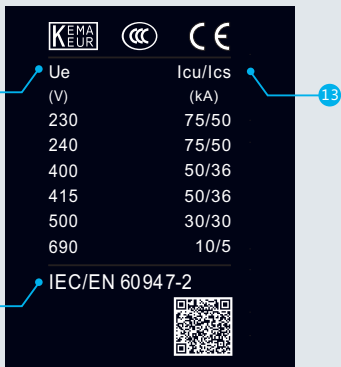 KEMA EUR CCC CE
Ue Icu/Ics
(V) (kA)
13
230 75/50
240 75/50
400 50/36
415 50/36
500 30/30
690 10/5
IEC/EN 60947-2